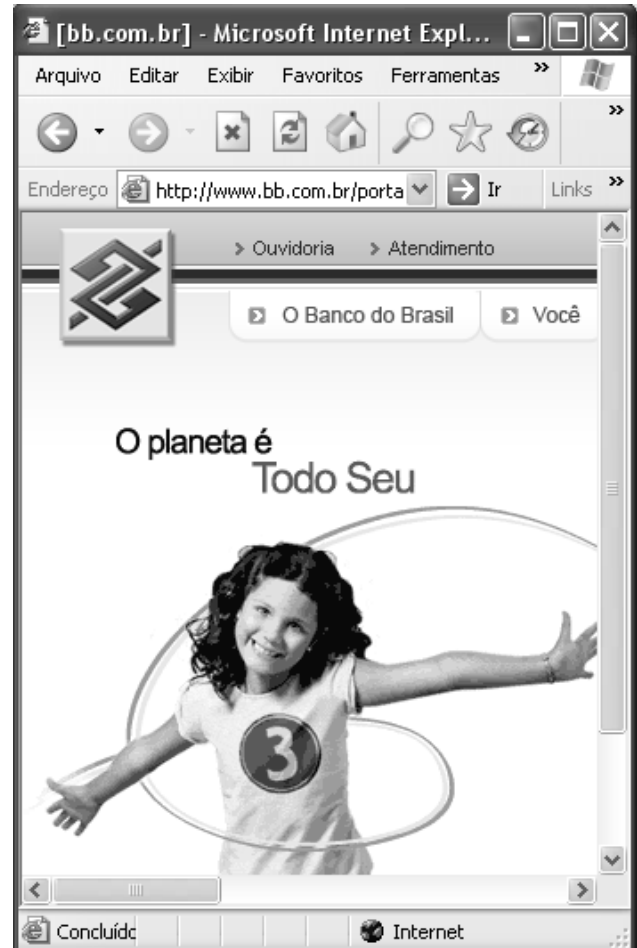 [bb.com.br] - Microsoft Internet Expl...
Arquivo Editar Exibir Favoritos Ferramentas »
»
Endereço http://www.bb.com.br/porta Ir Links »
Ouvidoria Atendimento
O Banco do Brasil Você
O planeta é
Todo Seu
3
Concluídc Internet